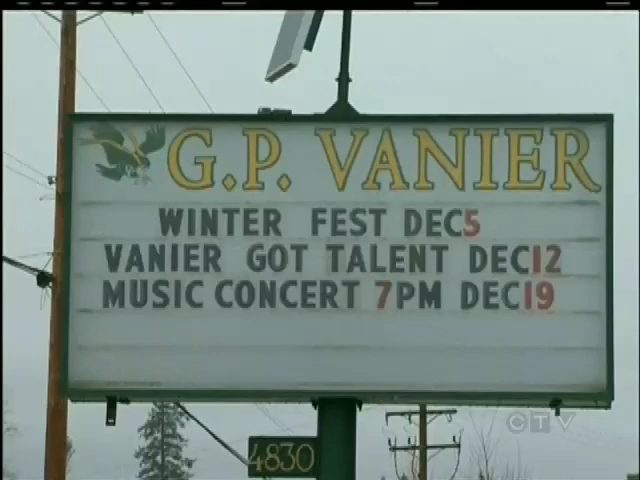 G.P. VANIER
WINTER FEST DEC5
VANIER GOT TALENT DEC12
MUSIC CONCERT 7PM DEC19
4830
CTV